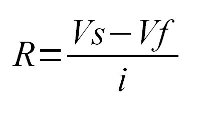 R = (Vs − Vf) / i